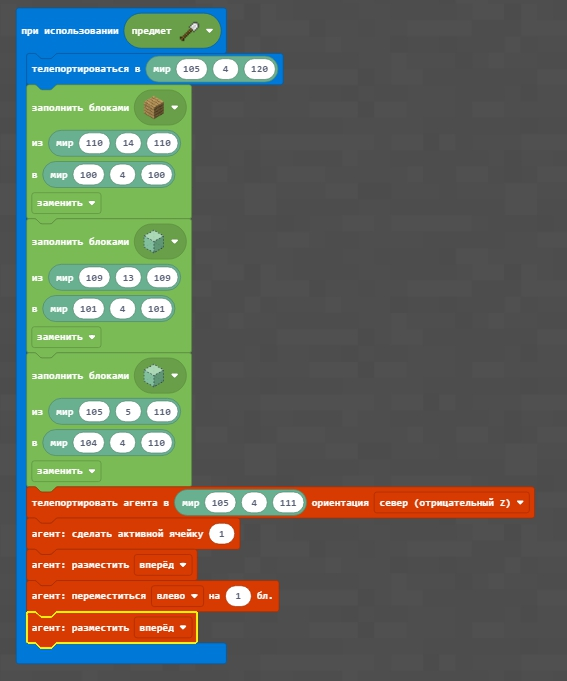 при использовании предмет
телепортироваться в мир 105 4 120
заполнить блоками
из мир 110 14 110
в мир 100 4 100
заменить
заполнить блоками
из мир 109 13 109
в мир 101 4 101
заменить
заполнить блоками
из мир 105 5 110
в мир 104 4 110
заменить
телепортировать агента в мир 105 4 111 ориентация север (отрицательный Z)
агент: сделать активной ячейку 1
агент: разместить вперёд
агент: переместиться влево на 1 бл.
агент: разместить вперёд